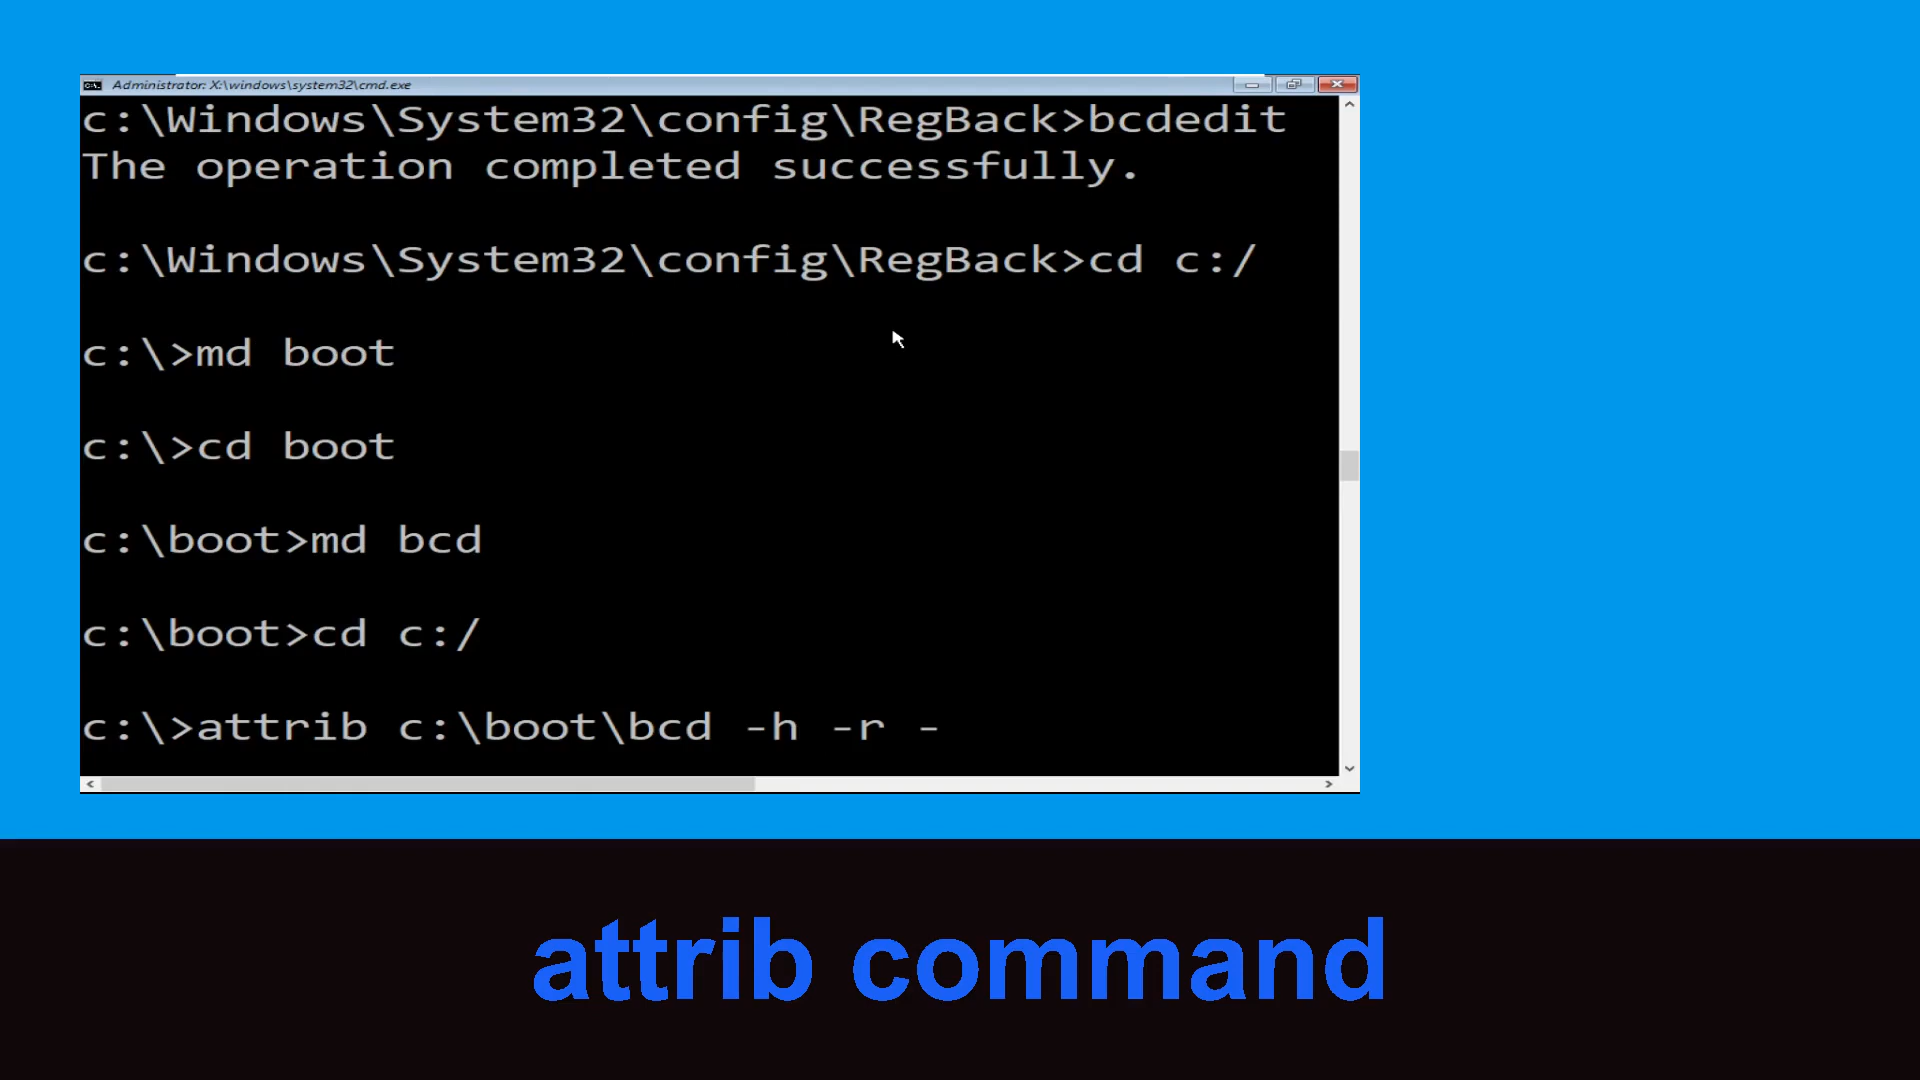 Administrator: X:\windows\system32\cmd.exe
c:\Windows\System32\config\RegBack>bcdedit
The operation completed successfully.
c:\Windows\System32\config\RegBack>cd c:/
c:\>md boot
c:\>cd boot
c:\boot>md bcd
c:\boot>cd c:/
c:\>attrib c:\boot\bcd -h -r -
attrib command